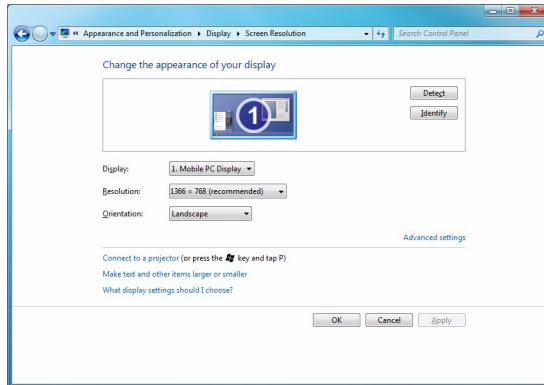 « Appearance and Personalization ▸ Display ▸ Screen Resolution
Search Control Panel
Change the appearance of your display
1
Detect
Identify
Display:
1. Mobile PC Display
Resolution:
1366 × 768 (recommended)
Orientation:
Landscape
Advanced settings
Connect to a projector (or press the key and tap P)
Make text and other items larger or smaller
What display settings should I choose?
OK
Cancel
Apply